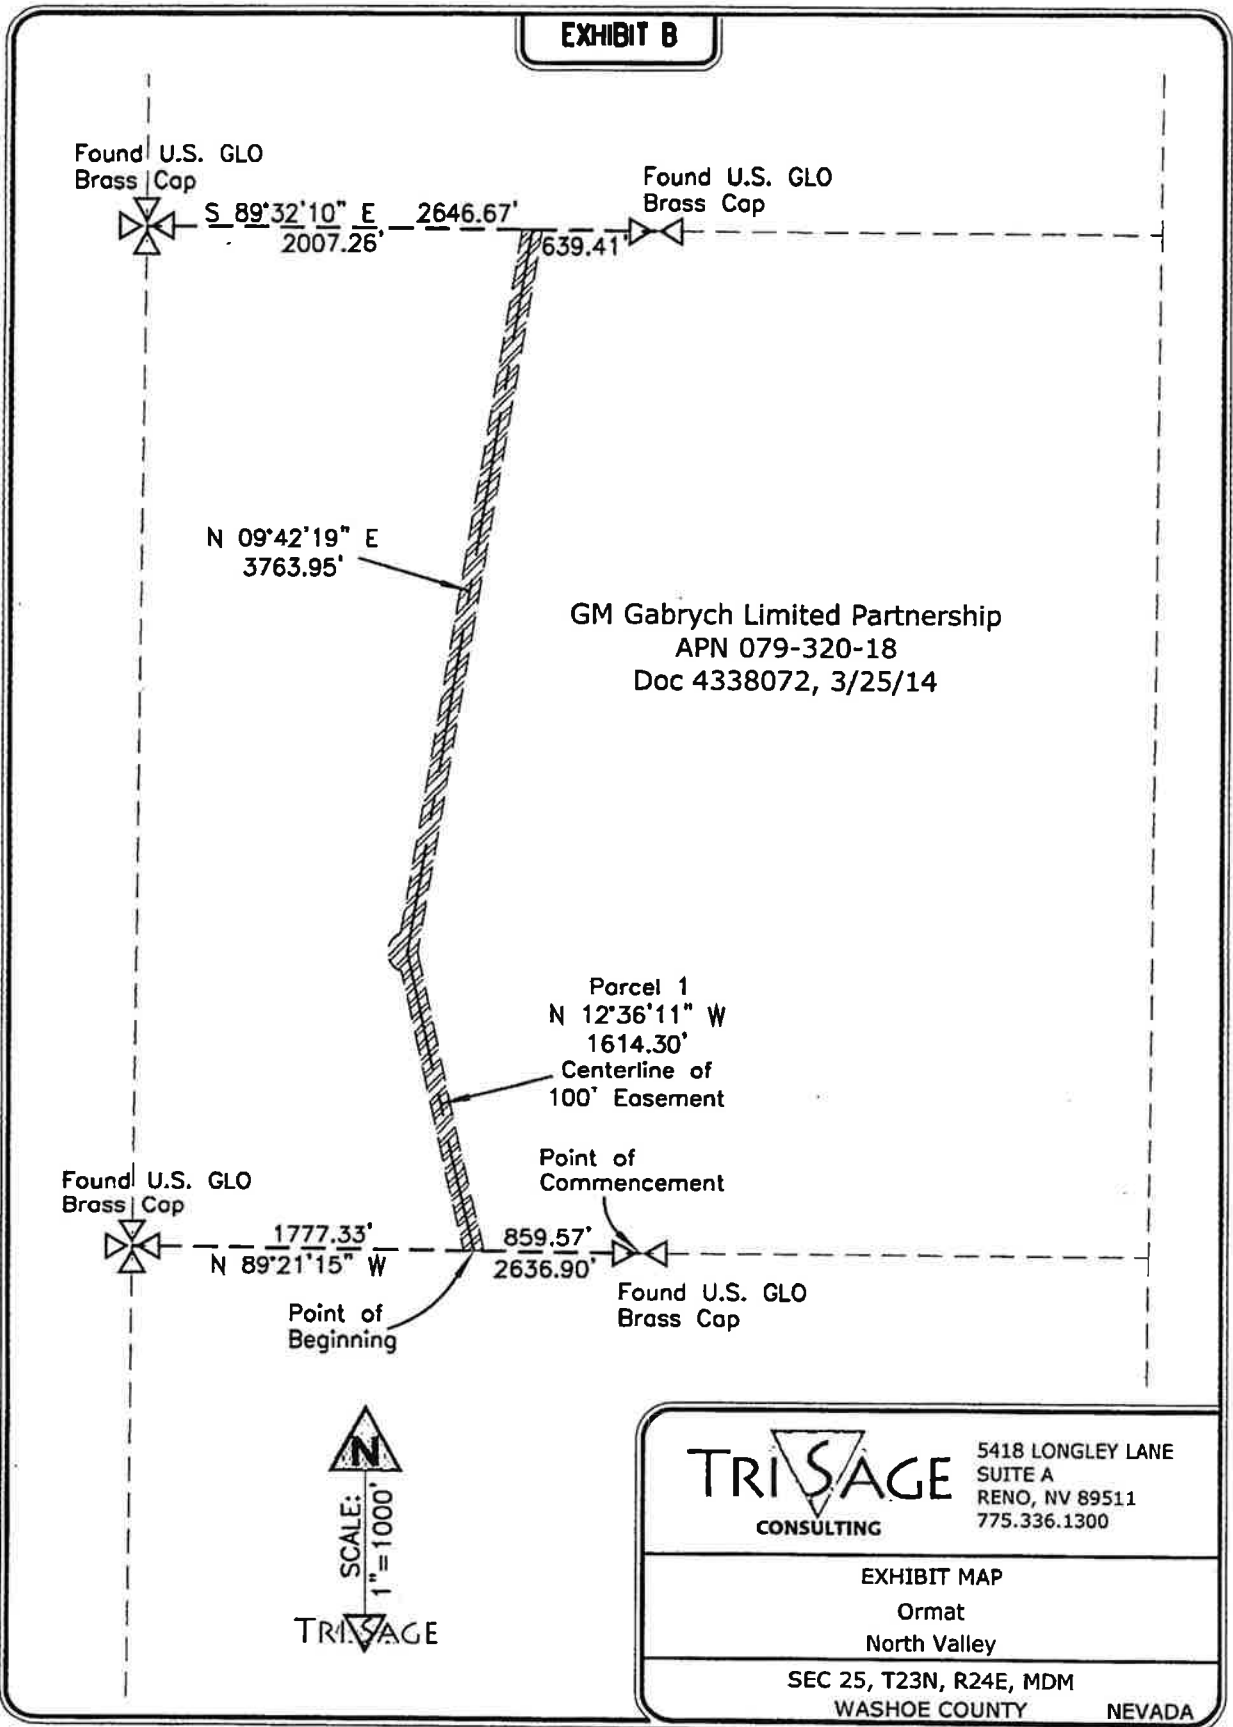 EXHIBIT B
Found U.S. GLO
Brass Cap
Found U.S. GLO
Brass Cap
S 89°32'10" E 2646.67'
2007.26'
639.41'
N 09°42'19" E
3763.95'
GM Gabrych Limited Partnership
APN 079-320-18
Doc 4338072, 3/25/14
Parcel 1
N 12°36'11" W
1614.30'
Centerline of
100' Easement
Point of
Commencement
Found U.S. GLO
Brass Cap
1777.33'
N 89°21'15" W
859.57'
2636.90'
Found U.S. GLO
Brass Cap
Point of
Beginning
N
SCALE:
1"=1000'
TRISAGE
TRISAGE
CONSULTING
5418 LONGLEY LANE
SUITE A
RENO, NV 89511
775.336.1300
EXHIBIT MAP
Ormat
North Valley
SEC 25, T23N, R24E, MDM
WASHOE COUNTY NEVADA